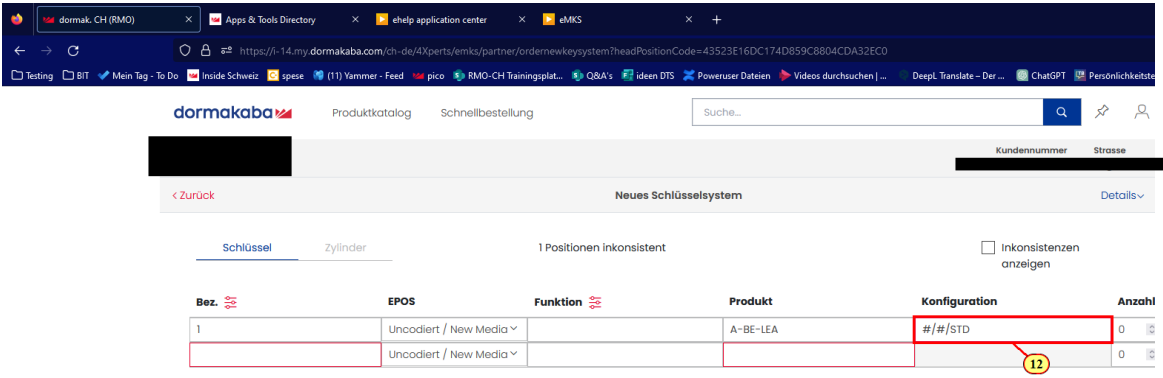 dormak. CH (RMO)
Apps & Tools Directory
ehelp application center
eMKS
https://i-14.my.dormakaba.com/ch-de/4Xperts/emks/partner/ordernewkeysystem?headPositionCode=43523E16DC174D859C8804CDA32EC0
Testing BIT Mein Tag - To Do Inside Schweiz spese (11) Yammer - Feed pico RMO-CH Trainingsplat... Q&A's ideen DTS Poweruser Dateien Videos durchsuchen | ... DeepL Translate – Der ... ChatGPT Persönlichkeitste
dormakaba Produktkatalog Schnellbestellung Suche...
Kundennummer Strasse
< Zurück Neues Schlüsselsystem Details
Schlüssel Zylinder 1 Positionen inkonsistent Inkonsistenzen
anzeigen
Bez. EPOS Funktion Produkt Konfiguration Anzahl
1 Uncodiert / New Media A-BE-LEA #/#/STD 0
Uncodiert / New Media 0
12